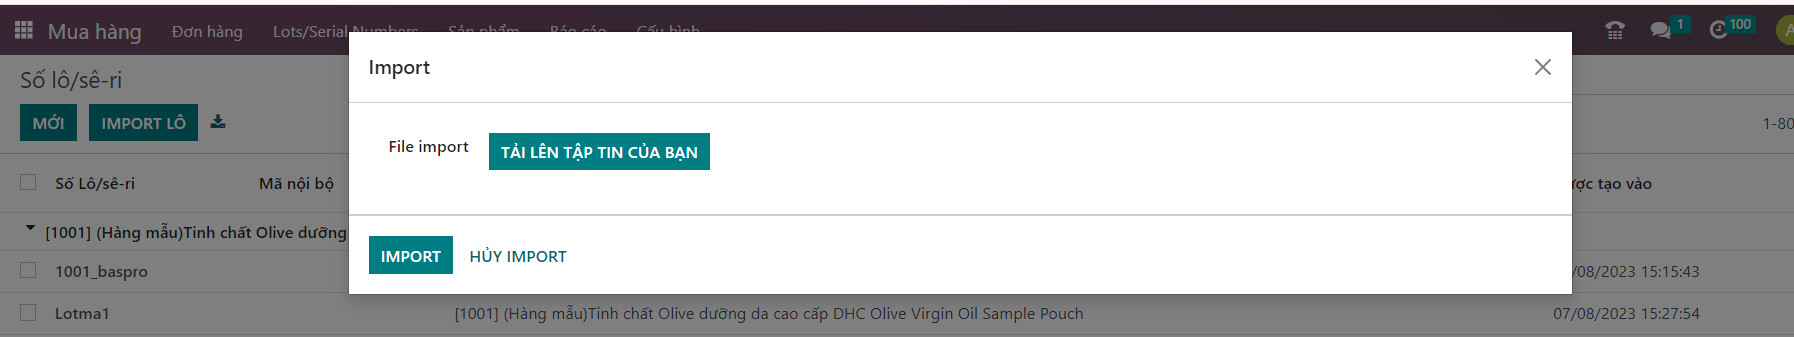 Mua hàng Đơn hàng Lots/Serial Numbers Sản phẩm Báo cáo Cấu hình 1 100 A
Import
Số lô/sê-ri
MỚI IMPORT LÔ 1-80
File import TẢI LÊN TẬP TIN CỦA BẠN
Số Lô/sê-ri Mã nội bộ ợc tạo vào
[1001] (Hàng mẫu)Tinh chất Olive dưỡng
IMPORT HỦY IMPORT
1001_baspro /08/2023 15:15:43
Lotma1 [1001] (Hàng mẫu)Tinh chất Olive dưỡng da cao cấp DHC Olive Virgin Oil Sample Pouch 07/08/2023 15:27:54